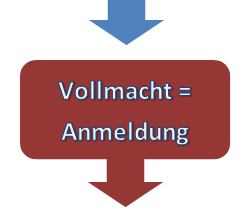 Vollmacht =
Anmeldung